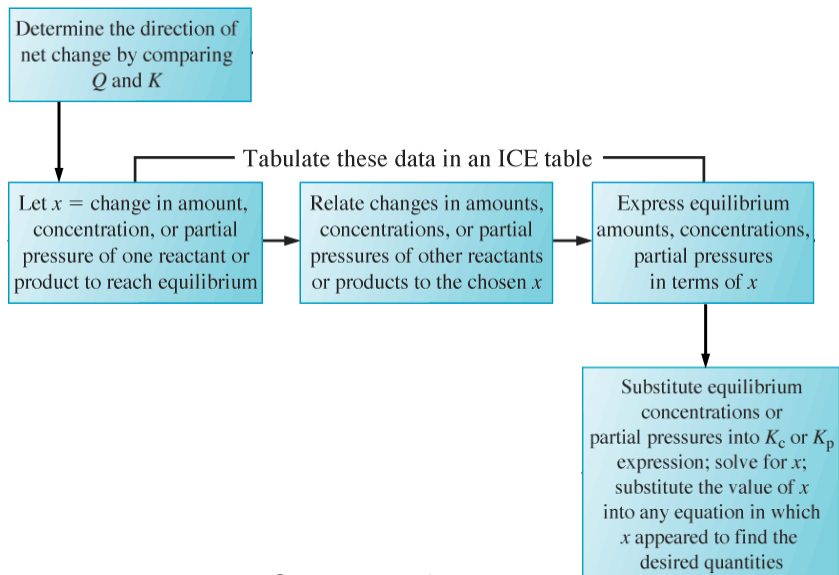 Determine the direction of
net change by comparing
Q and K
Tabulate these data in an ICE table
Let x = change in amount,
concentration, or partial
pressure of one reactant or
product to reach equilibrium
Relate changes in amounts,
concentrations, or partial
pressures of other reactants
or products to the chosen x
Express equilibrium
amounts, concentrations,
partial pressures
in terms of x
Substitute equilibrium
concentrations or
partial pressures into Kc or Kp
expression; solve for x;
substitute the value of x
into any equation in which
x appeared to find the
desired quantities